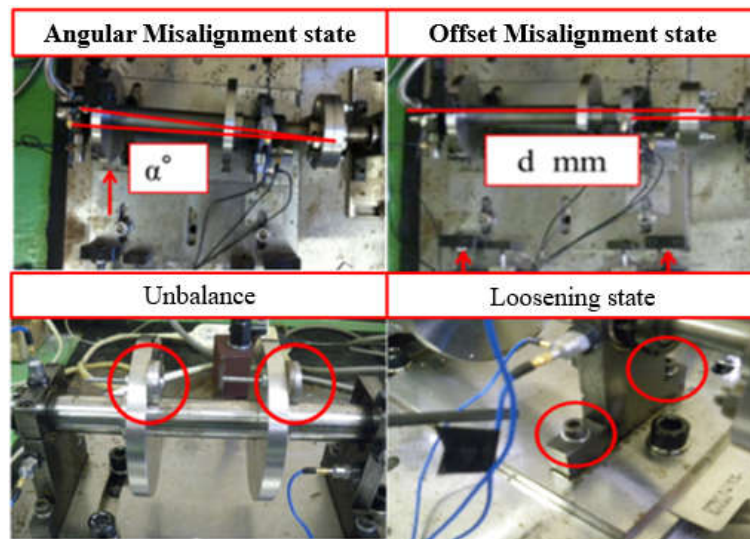 Angular Misalignment state
Offset Misalignment state
α°
d mm
Unbalance
Loosening state